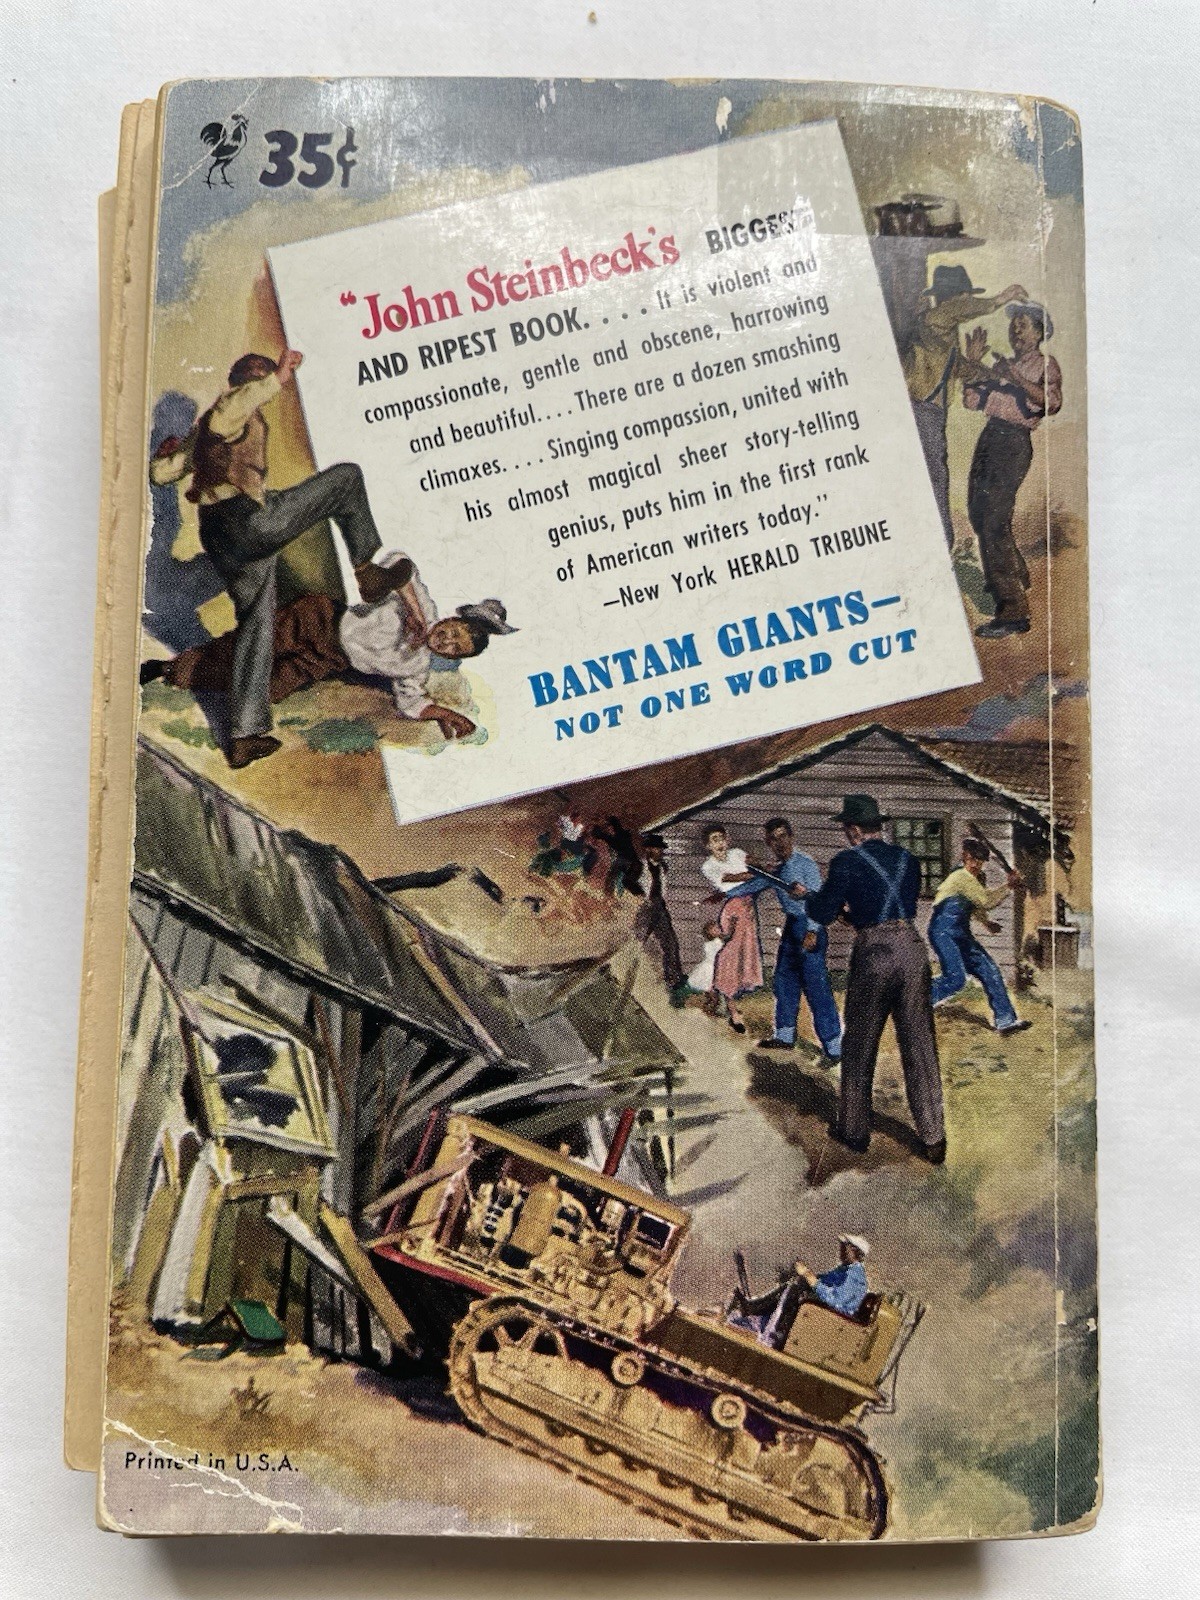 35¢
"John Steinbeck's BIGGEST
AND RIPEST BOOK. . . . It is violent and
compassionate, gentle and obscene, harrowing
and beautiful. . . . There are a dozen smashing
climaxes. . . . Singing compassion, united with
his almost magical sheer story-telling
genius, puts him in the first rank
of American writers today."
—New York HERALD TRIBUNE
BANTAM GIANTS—
NOT ONE WORD CUT
Printed in U.S.A.